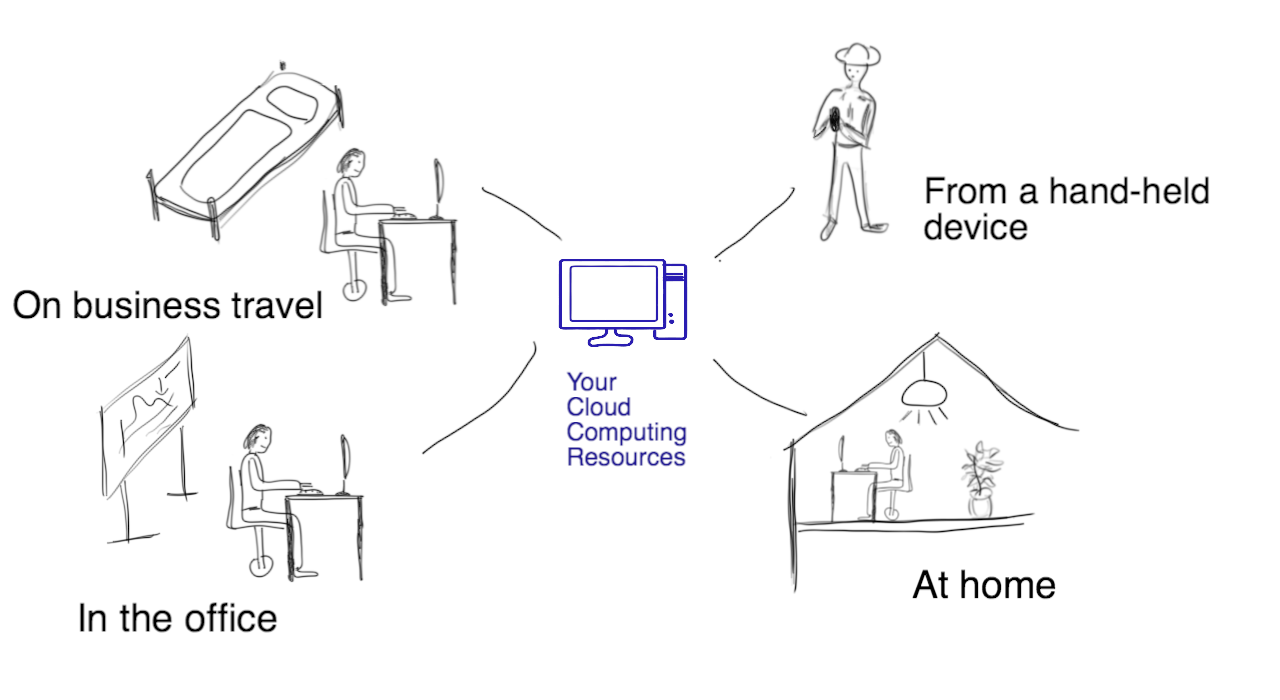 On business travel
From a hand-held
device
Your
Cloud
Computing
Resources
In the office
At home